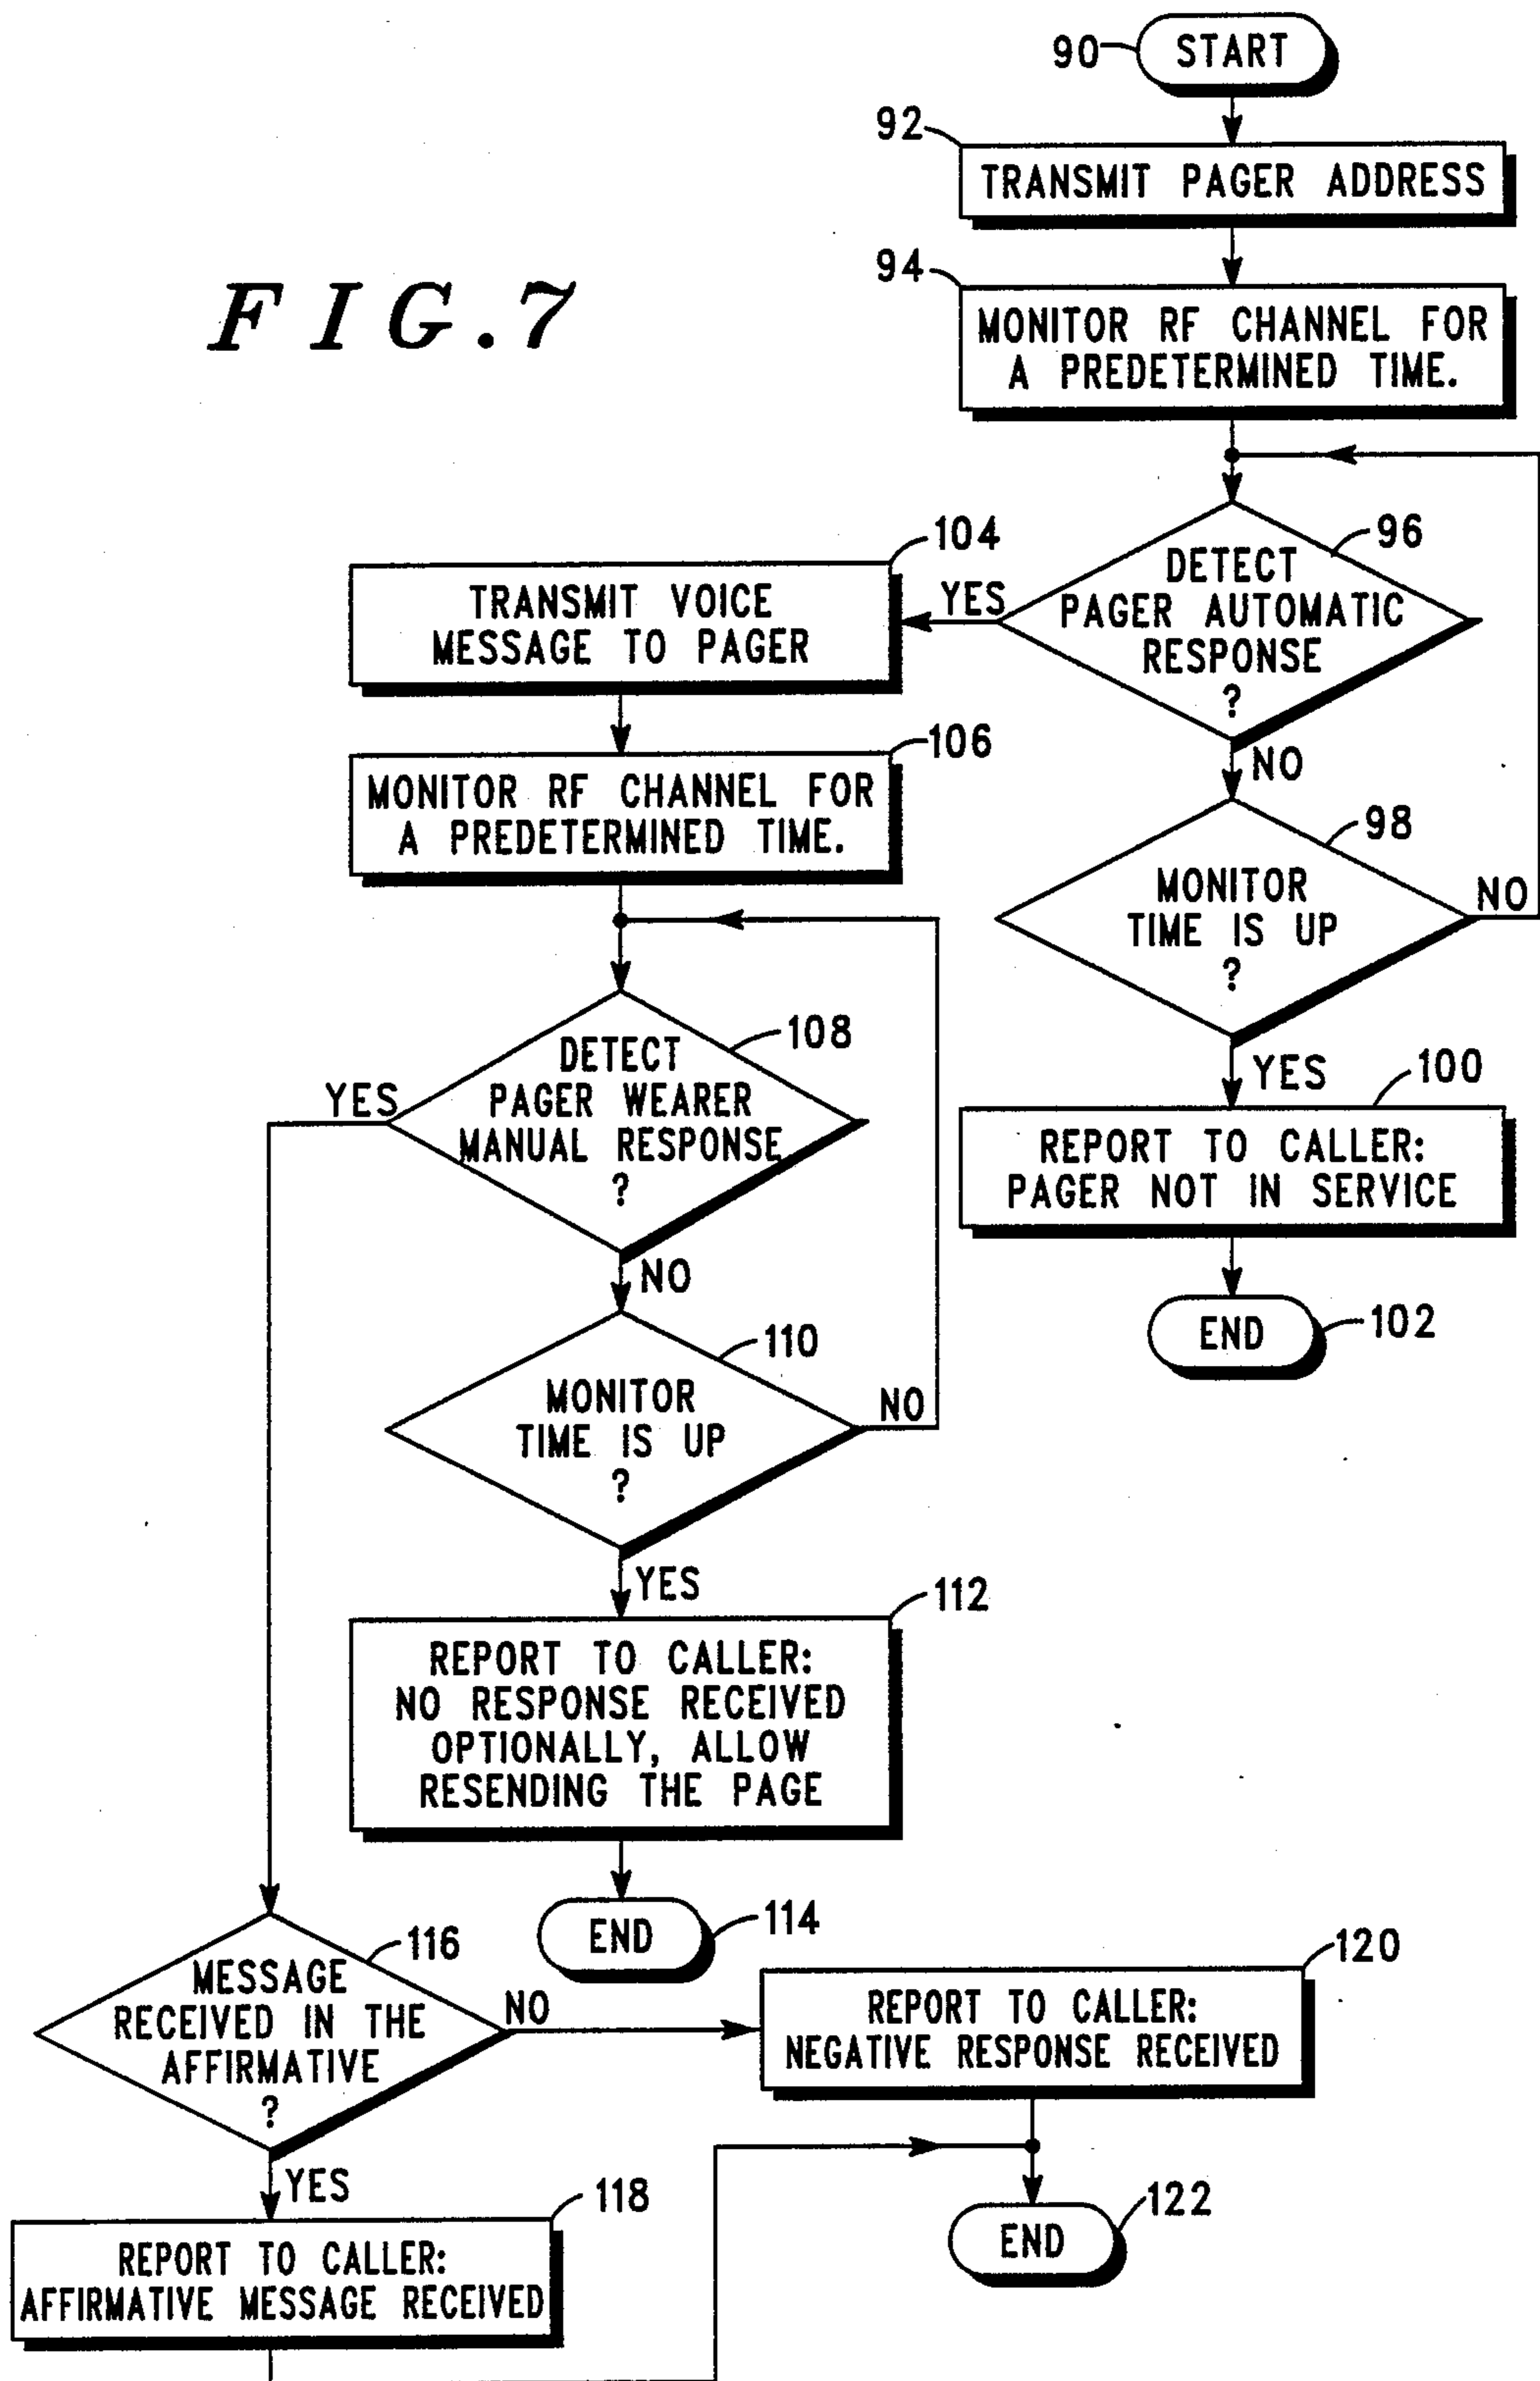 90
START
92
TRANSMIT PAGER ADDRESS
94
MONITOR RF CHANNEL FOR
A PREDETERMINED TIME.
FIG.7
96
DETECT
PAGER AUTOMATIC
RESPONSE
?
YES
NO
98
MONITOR
TIME IS UP
?
NO
YES
100
REPORT TO CALLER:
PAGER NOT IN SERVICE
END
102
104
TRANSMIT VOICE
MESSAGE TO PAGER
106
MONITOR RF CHANNEL FOR
A PREDETERMINED TIME.
108
DETECT
PAGER WEARER
MANUAL RESPONSE
?
YES
NO
110
MONITOR
TIME IS UP
?
NO
YES
112
REPORT TO CALLER:
NO RESPONSE RECEIVED
OPTIONALLY, ALLOW
RESENDING THE PAGE
END
114
116
MESSAGE
RECEIVED IN THE
AFFIRMATIVE
?
NO
YES
120
REPORT TO CALLER:
NEGATIVE RESPONSE RECEIVED
118
REPORT TO CALLER:
AFFIRMATIVE MESSAGE RECEIVED
122
END